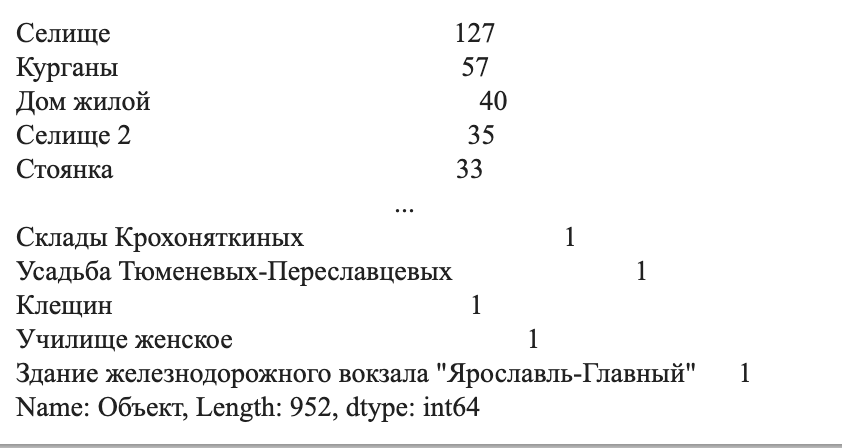 Селище 127
Курганы 57
Дом жилой 40
Селище 2 35
Стоянка 33
...
Склады Крохоняткиных 1
Усадьба Тюменевых-Переславцевых 1
Клещин 1
Училище женское 1
Здание железнодорожного вокзала "Ярославль-Главный" 1
Name: Объект, Length: 952, dtype: int64